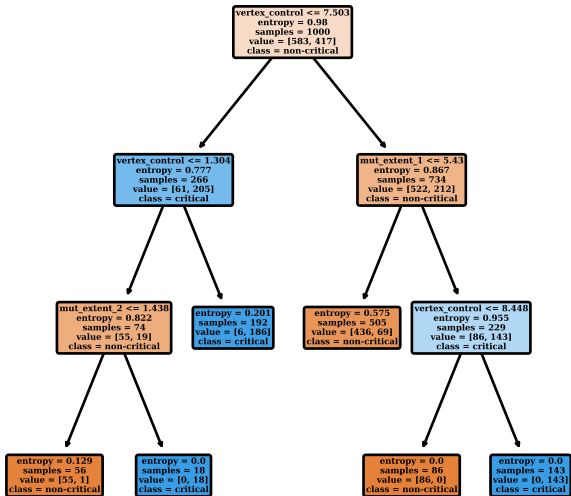 vertex_control <= 7.503
entropy = 0.98
samples = 1000
value = [583, 417]
class = non-critical
vertex_control <= 1.304
entropy = 0.777
samples = 266
value = [61, 205]
class = critical
mut_extent_1 <= 5.43
entropy = 0.867
samples = 734
value = [522, 212]
class = non-critical
mut_extent_2 <= 1.438
entropy = 0.822
samples = 74
value = [55, 19]
class = non-critical
entropy = 0.201
samples = 192
value = [6, 186]
class = critical
entropy = 0.575
samples = 505
value = [436, 69]
class = non-critical
vertex_control <= 8.448
entropy = 0.955
samples = 229
value = [86, 143]
class = critical
entropy = 0.129
samples = 56
value = [55, 1]
class = non-critical
entropy = 0.0
samples = 18
value = [0, 18]
class = critical
entropy = 0.0
samples = 86
value = [86, 0]
class = non-critical
entropy = 0.0
samples = 143
value = [0, 143]
class = critical